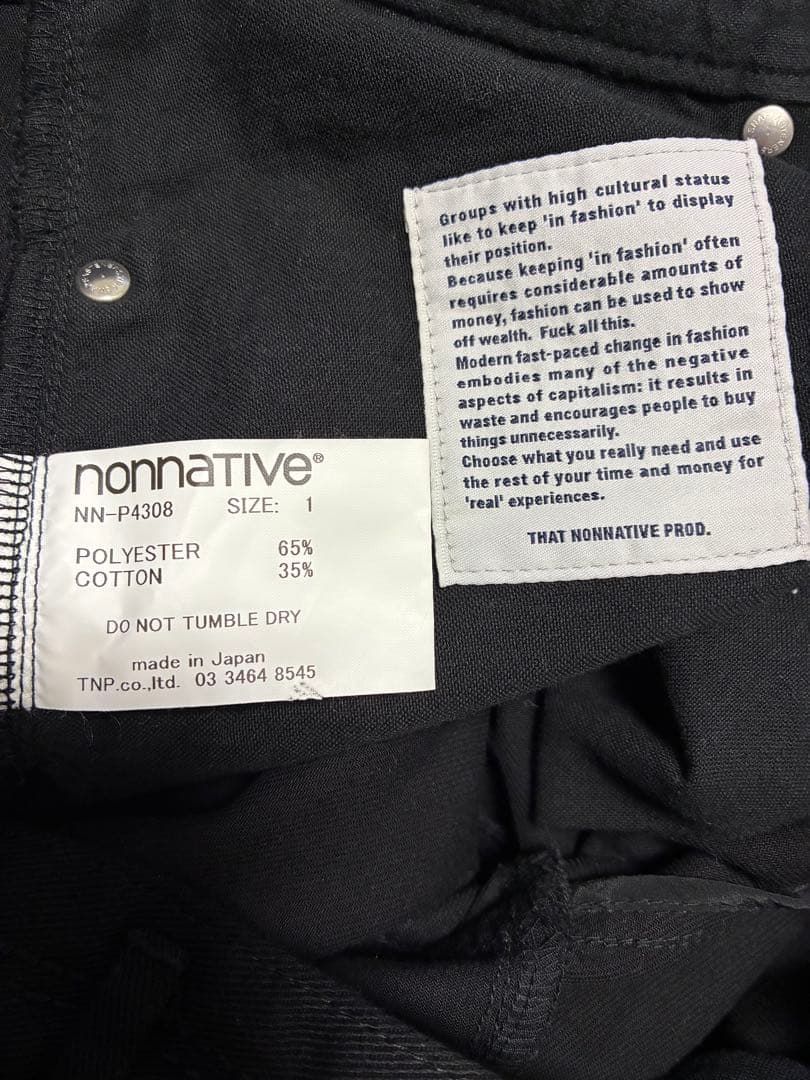 Groups with high cultural status
like to keep 'in fashion' to display
their position.
Because keeping 'in fashion' often
requires considerable amounts of
money, fashion can be used to show
off wealth. Fuck all this.
Modern fast-paced change in fashion
embodies many of the negative
aspects of capitalism: it results in
waste and encourages people to buy
things unnecessarily.
Choose what you really need and use
the rest of your time and money for
'real' experiences.
THAT NONNATIVE PROD.
nonnaTIVe®
NN-P4308 SIZE: 1
POLYESTER 65%
COTTON 35%
DO NOT TUMBLE DRY
made in Japan
TNP.co.,ltd. 03 3464 8545